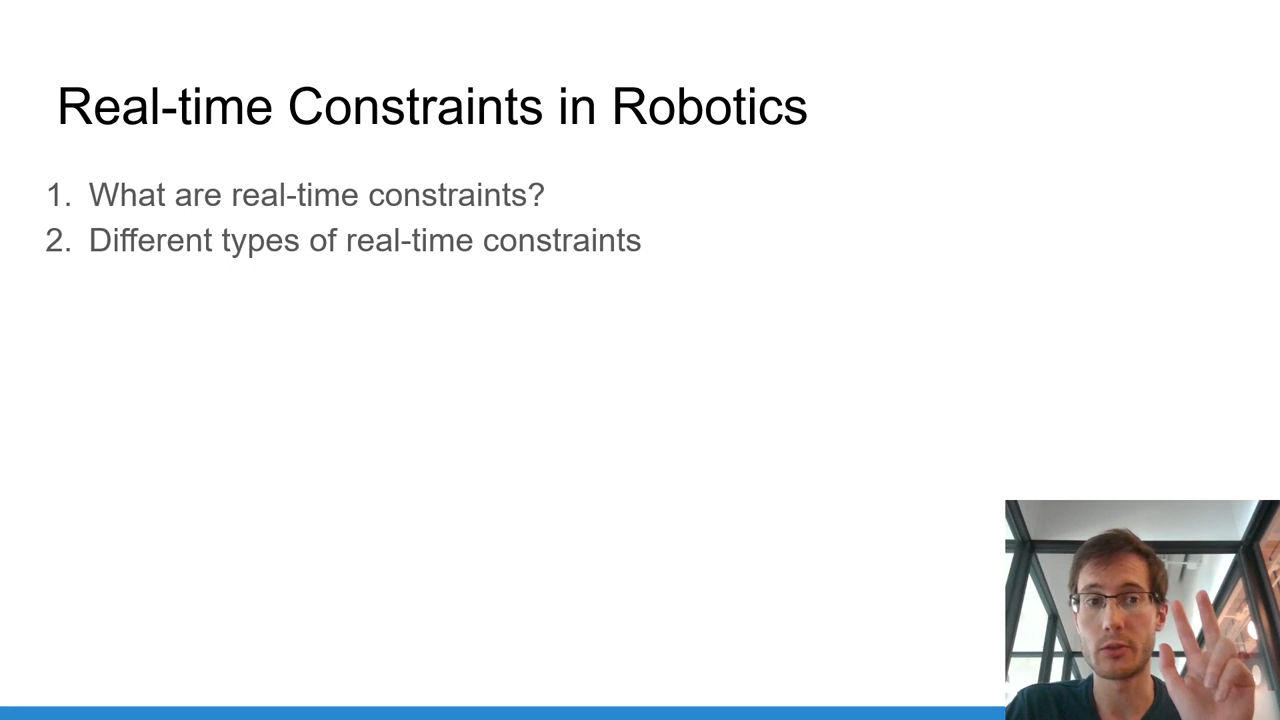 Real-time Constraints in Robotics
1. What are real-time constraints?
2. Different types of real-time constraints